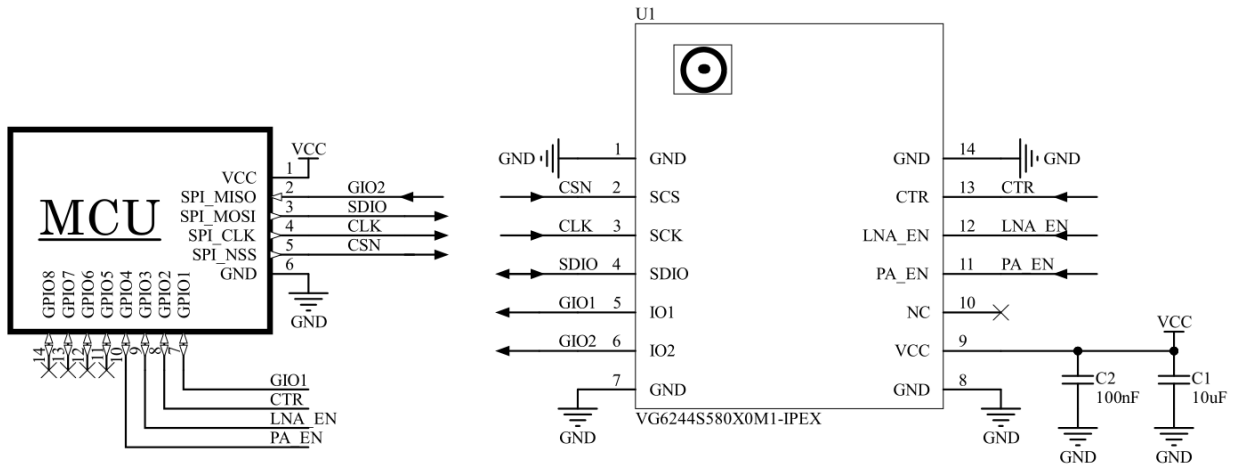 U1
GND 1 GND
CSN 2 SCS
CLK 3 SCK
SDIO 4 SDIO
GIO1 5 IO1
GIO2 6 IO2
7 GND
GND
GND 14 GND
CTR 13 CTR
LNA_EN 12 LNA_EN
PA_EN 11 PA_EN
NC 10
VCC 9
GND 8
GND
VG6244S580X0M1-IPEX
VCC
C2
100nF
GND
C1
10uF
GND
MCU
VCC
VCC 1
SPI_MISO 2 GIO2
SPI_MOSI 3 SDIO
SPI_CLK 4 CLK
SPI_NSS 5 CSN
GND 6
GND
GPIO8
GPIO7
GPIO6
GPIO5
GPIO4
GPIO3
GPIO2
GPIO1
14
13
12
11
10
9
8
7
GIO1
CTR
LNA_EN
PA_EN